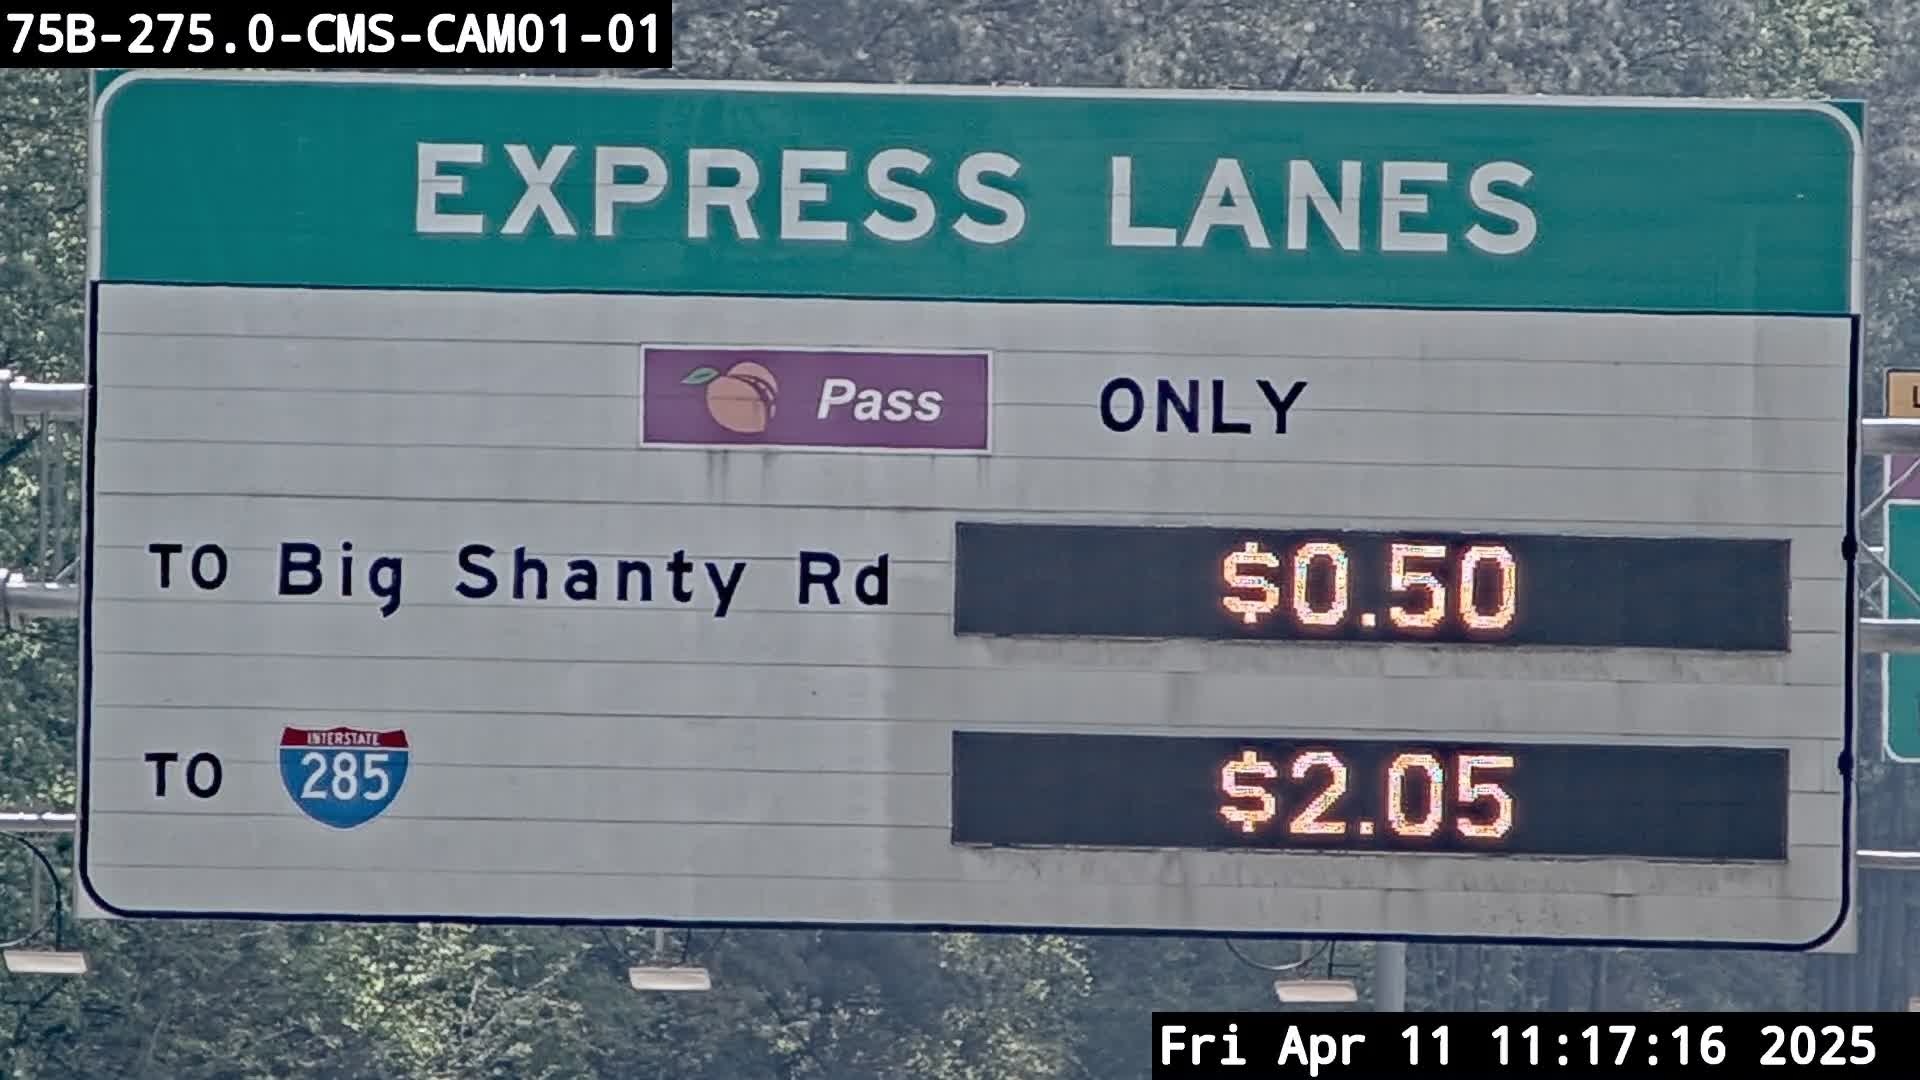 75B-275.0-CMS-CAM01-01
EXPRESS LANES
Pass ONLY
TO Big Shanty Rd $0.50
TO INTERSTATE 285 $2.05
L
Fri Apr 11 11:17:16 2025